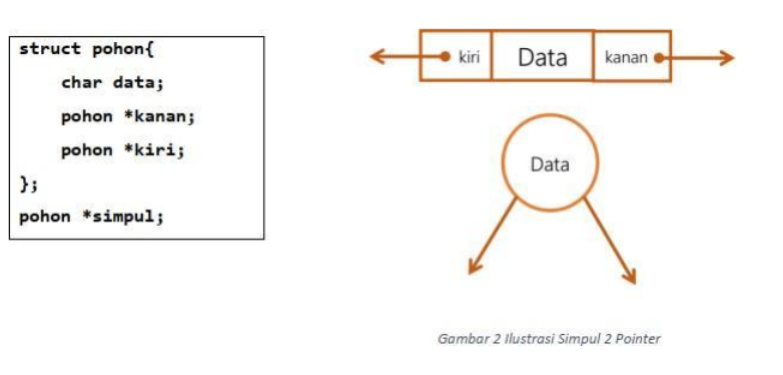 struct pohon{
char data;
pohon *kanan;
pohon *kiri;
};
pohon *simpul;
kiri Data kanan
Data
Gambar 2 Ilustrasi Simpul 2 Pointer